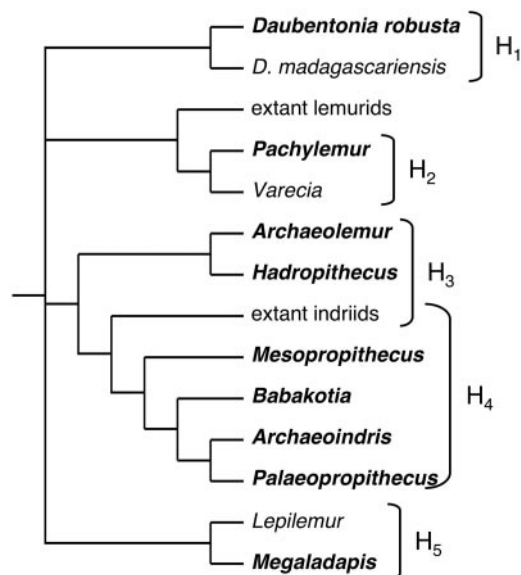 Daubentonia robusta
D. madagascariensis
H1
extant lemurids
Pachylemur
Varecia
H2
Archaeolemur
Hadropithecus
H3
extant indriids
Mesopropithecus
Babakotia
H4
Archaeoindris
Palaeopropithecus
Lepilemur
H5
Megaladapis